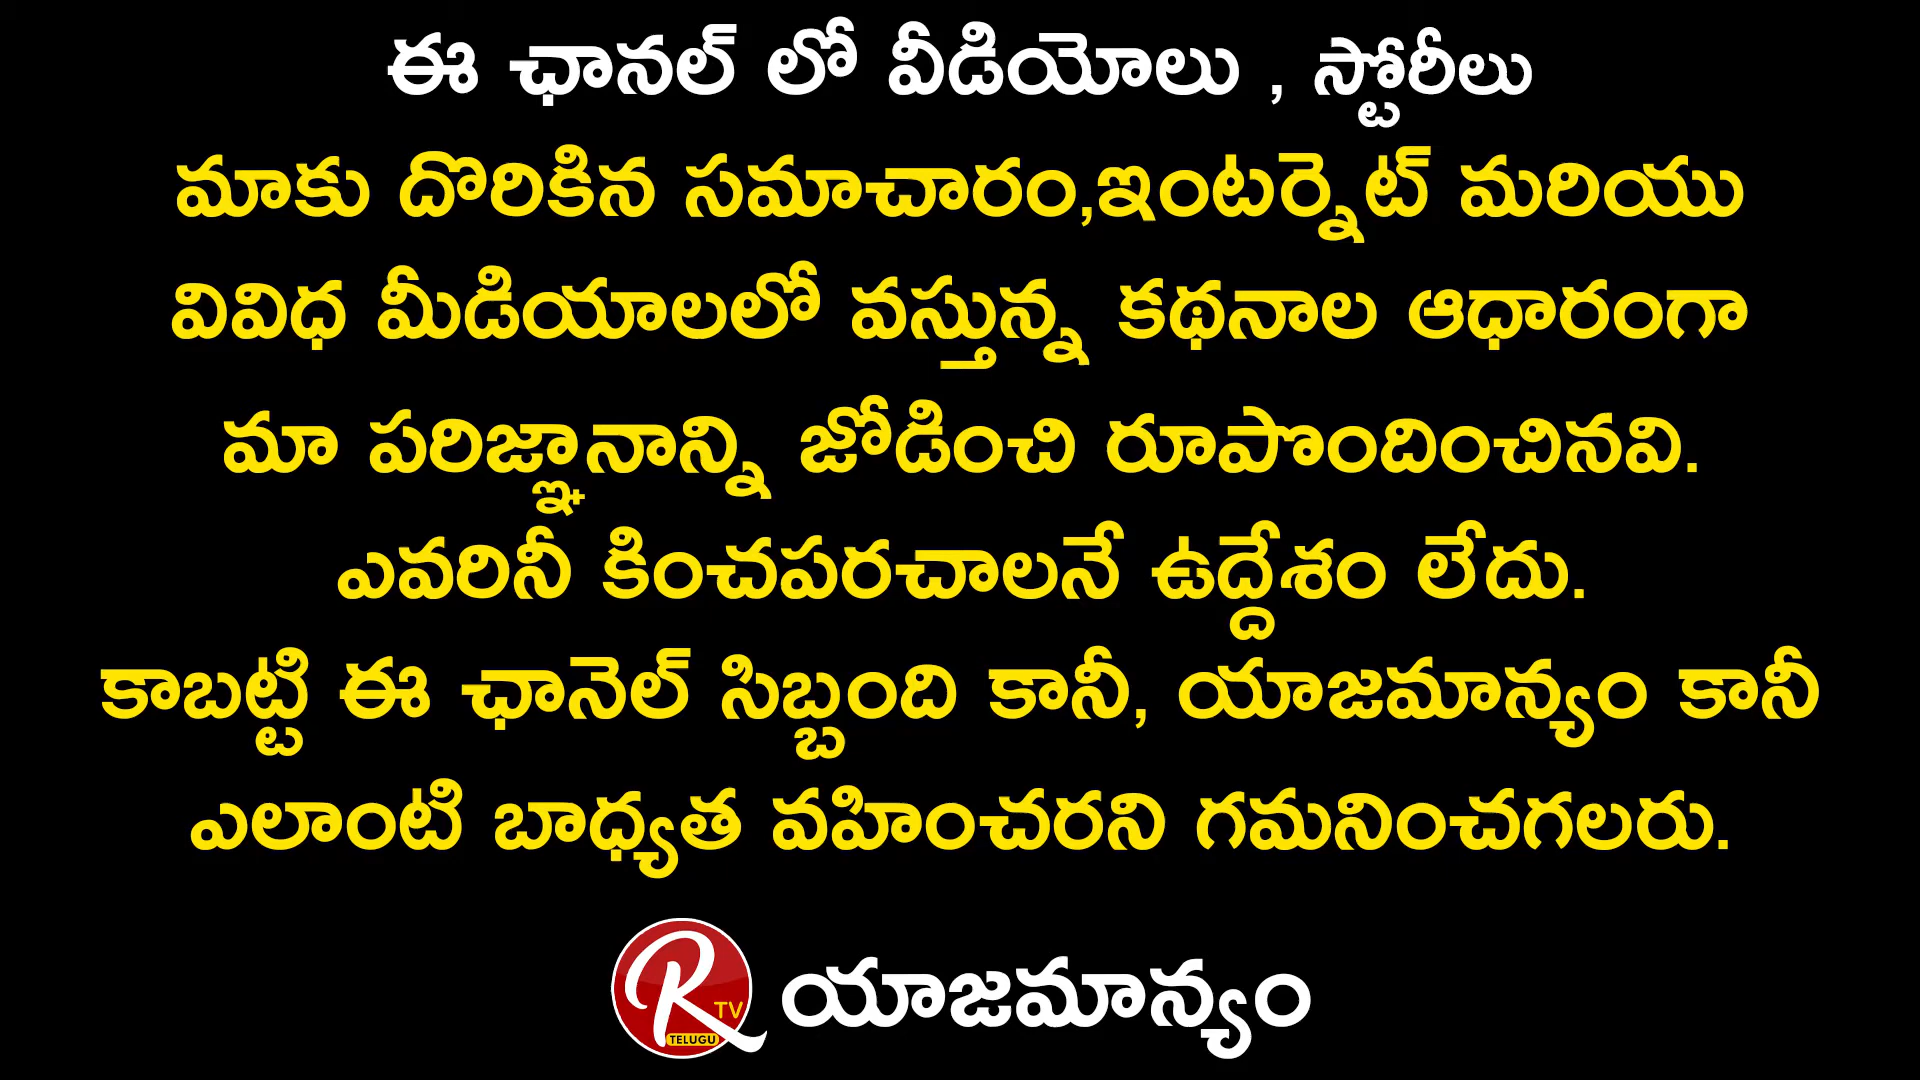 ఈ ఛానల్ లో వీడియోలు , స్టోరీలు
మాకు దొరికిన సమాచారం,ఇంటర్నెట్ మరియు
వివిధ మీడియాలలో వస్తున్న కథనాల ఆధారంగా
మా పరిజ్ఞానాన్ని జోడించి రూపొందించినవి.
ఎవరినీ కించపరచాలనే ఉద్దేశం లేదు.
కాబట్టి ఈ ఛానెల్ సిబ్బంది కానీ, యాజమాన్యం కానీ
ఎలాంటి బాధ్యత వహించరని గమనించగలరు.
R TV TELUGU యాజమాన్యం